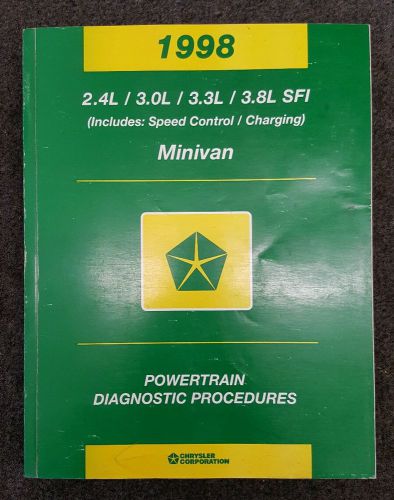 1998
2.4L / 3.0L / 3.3L / 3.8L SFI
(Includes: Speed Control / Charging)
Minivan
POWERTRAIN
DIAGNOSTIC PROCEDURES
CHRYSLER
CORPORATION